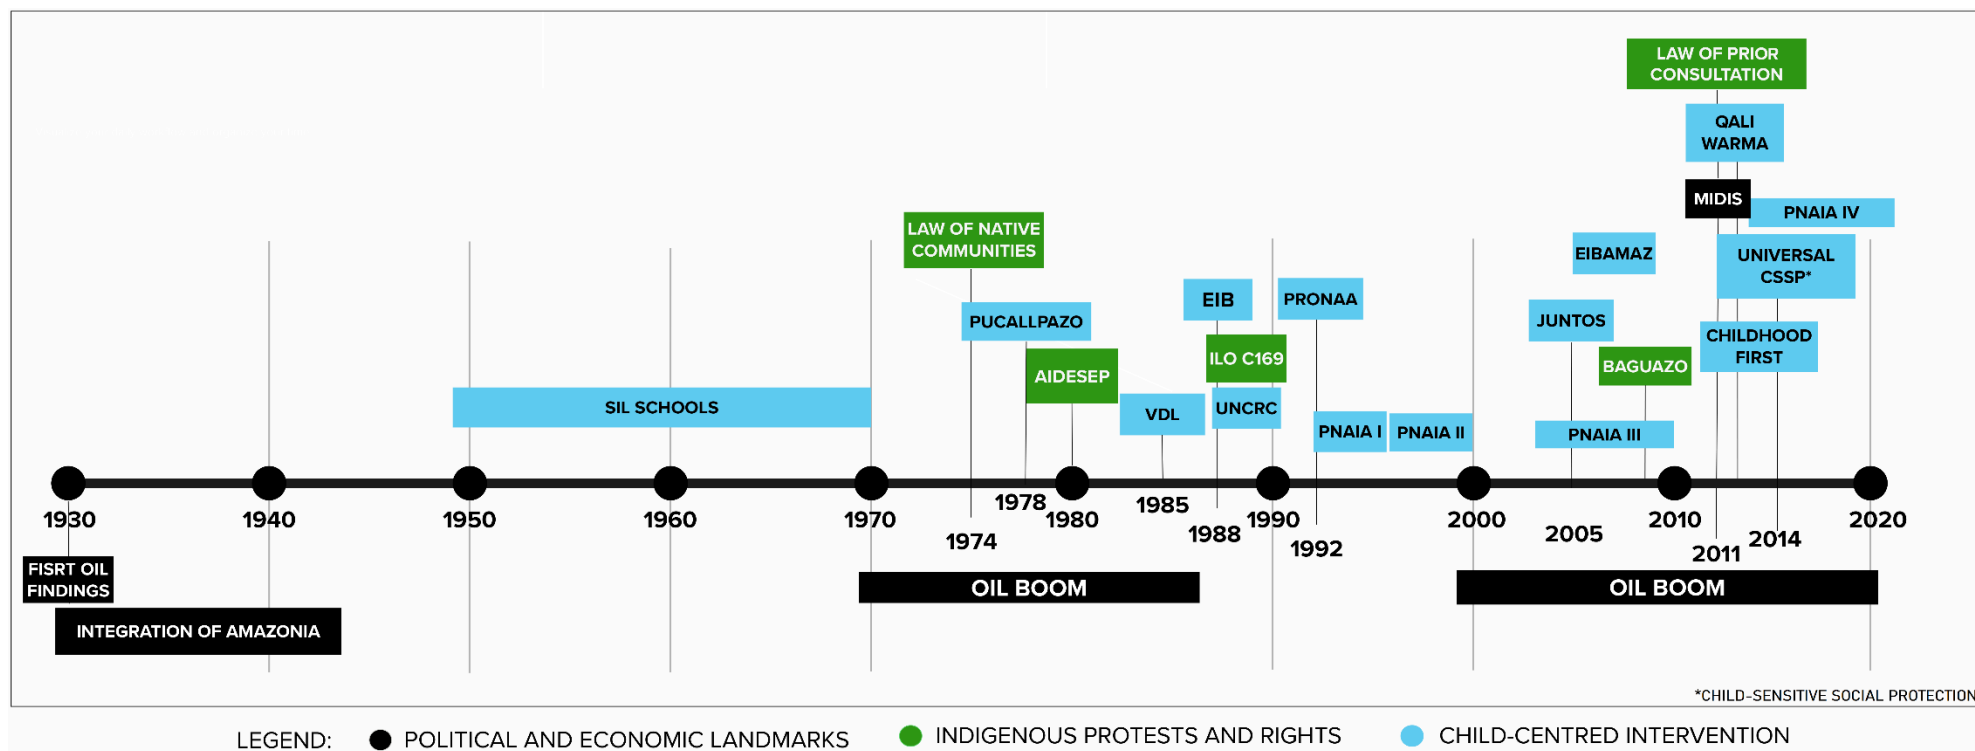 LAW OF PRIOR
CONSULTATION
QALI
WARMA
MIDIS
PNAIA IV
LAW OF NATIVE
COMMUNITIES
EIBAMAZ
UNIVERSAL
CSSP*
EIB
PRONAA
PUCALLPAZO
JUNTOS
CHILDHOOD
FIRST
ILO C169
BAGUAZO
AIDESEP
SIL SCHOOLS
VDL
UNCRC
PNAIA I
PNAIA II
PNAIA III
1930
1940
1950
1960
1970
1974
1978
1980
1985
1988
1990
1992
2000
2005
2010
2011
2014
2020
FISRT OIL
FINDINGS
OIL BOOM
OIL BOOM
INTEGRATION OF AMAZONIA
*CHILD-SENSITIVE SOCIAL PROTECTION
LEGEND: POLITICAL AND ECONOMIC LANDMARKS INDIGENOUS PROTESTS AND RIGHTS CHILD-CENTRED INTERVENTION